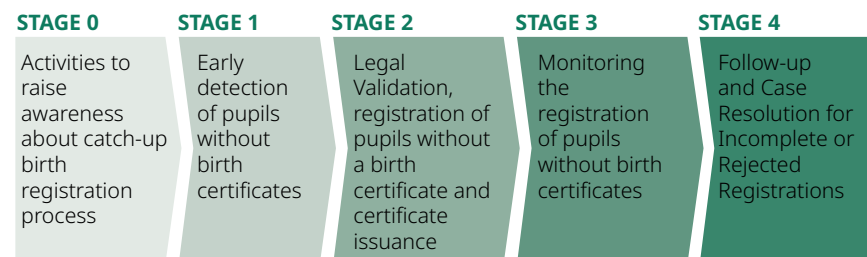 STAGE 0
Activities to
raise
awareness
about catch-up
birth
registration
process
STAGE 1
Early
detection
of pupils
without
birth
certificates
STAGE 2
Legal
Validation,
registration of
pupils without
a birth
certificate and
certificate
issuance
STAGE 3
Monitoring
the
registration
of pupils
without birth
certificates
STAGE 4
Follow-up
and Case
Resolution for
Incomplete or
Rejected
Registrations